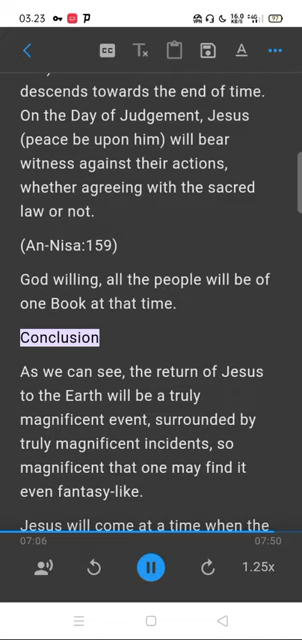 03.23
16.0 KB/S
4G
97
CC
T
A
descends towards the end of time.
On the Day of Judgement, Jesus
(peace be upon him) will bear
witness against their actions,
whether agreeing with the sacred
law or not.
(An-Nisa:159)
God willing, all the people will be of
one Book at that time.
Conclusion
As we can see, the return of Jesus
to the Earth will be a truly
magnificent event, surrounded by
truly magnificent incidents, so
magnificent that one may find it
even fantasy-like.
Jesus will come at a time when the
07:06
07:50
1.25x